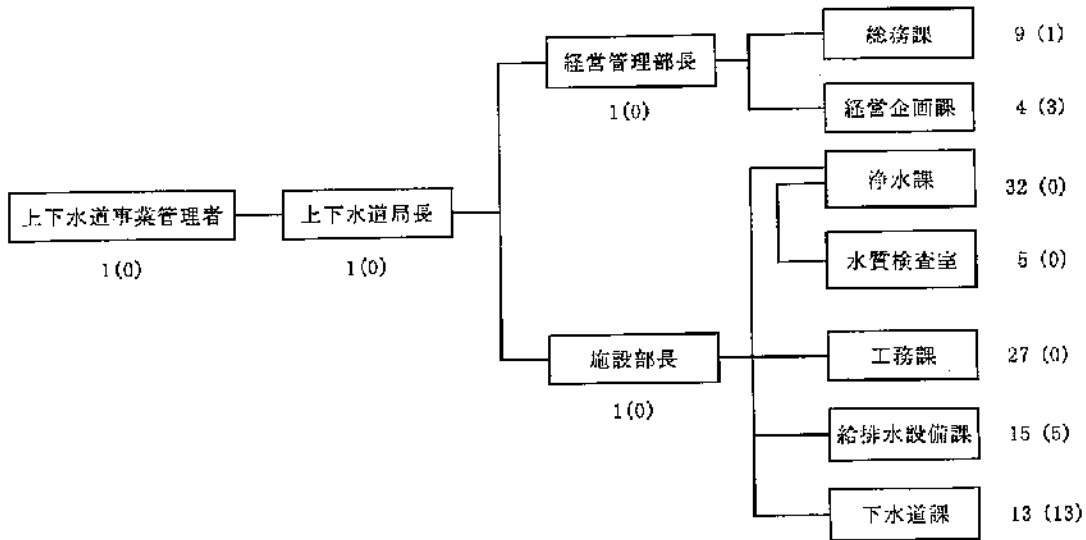 総務課 9 (1)
経営管理部長
1(0)
経営企画課 4 (3)
浄水課 32 (0)
上下水道事業管理者 上下水道局長
1(0) 1(0)
水質検査室 5 (0)
施設部長 工務課 27 (0)
1(0)
給排水設備課 15 (5)
下水道課 13 (13)